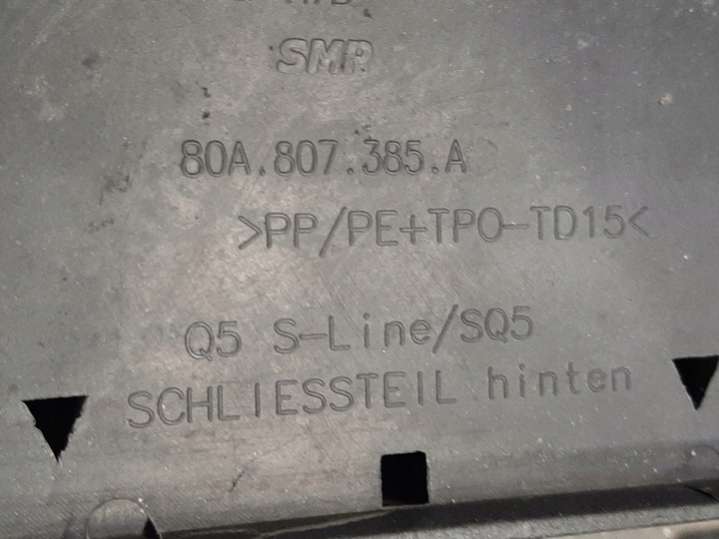 SMR
80A.807.385.A
>PP/PE+TPO-TD15<
Q5 S-Line/SQ5
SCHLIESSTEIL hinten